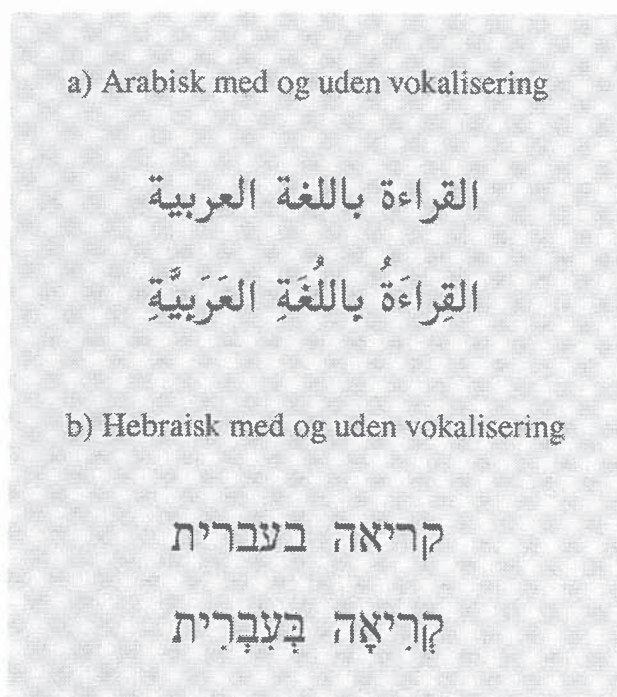 a) Arabisk med og uden vokalisering
القراءة باللغة العربية
القِراءَةُ بِاللُغَةِ العَرَبِيَّةِ
b) Hebraisk med og uden vokalisering
קריאה בעברית
קְרִיאָה בְּעִבְרִית